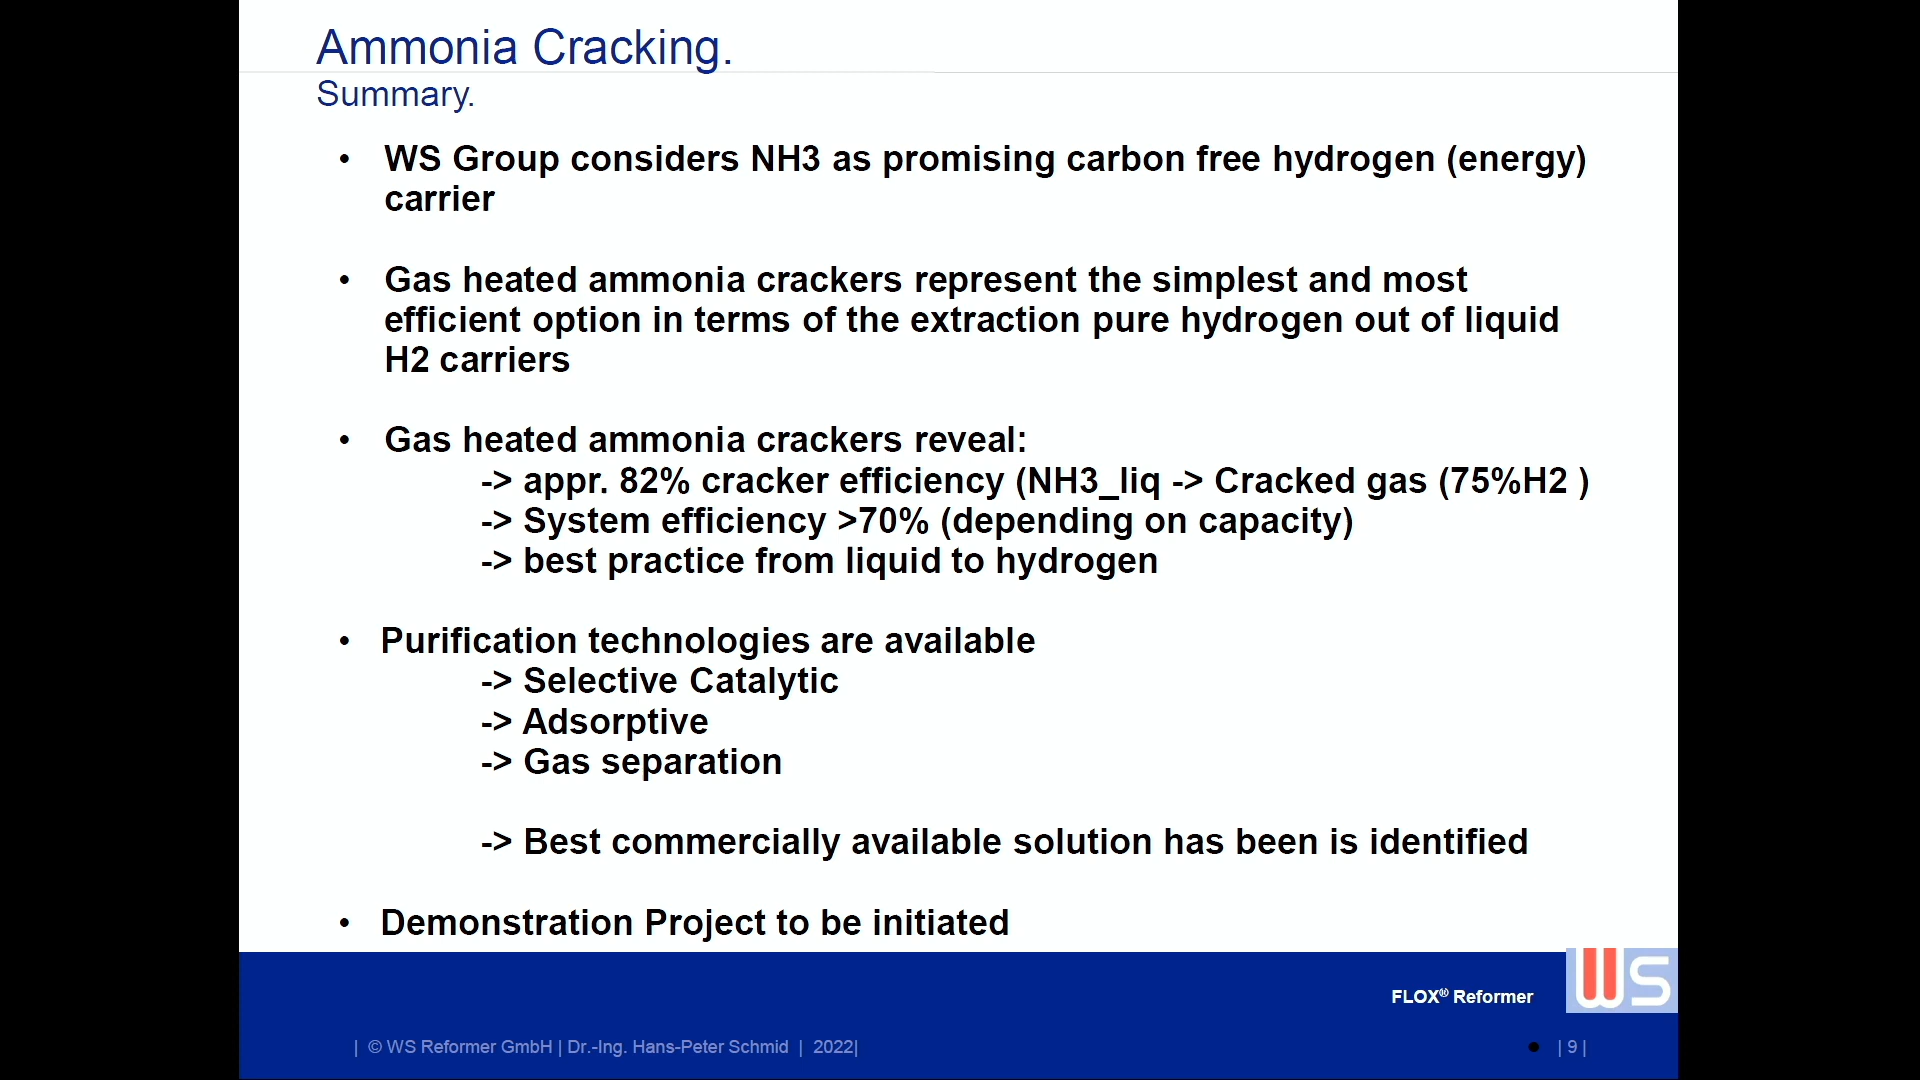 Ammonia Cracking.
Summary.
• WS Group considers NH3 as promising carbon free hydrogen (energy)
carrier
• Gas heated ammonia crackers represent the simplest and most
efficient option in terms of the extraction pure hydrogen out of liquid
H2 carriers
• Gas heated ammonia crackers reveal:
-> appr. 82% cracker efficiency (NH3_liq -> Cracked gas (75%H2 )
-> System efficiency >70% (depending on capacity)
-> best practice from liquid to hydrogen
• Purification technologies are available
-> Selective Catalytic
-> Adsorptive
-> Gas separation
-> Best commercially available solution has been is identified
• Demonstration Project to be initiated
FLOX® Reformer
WS
| © WS Reformer GmbH | Dr.-Ing. Hans-Peter Schmid | 2022|
• | 9 |